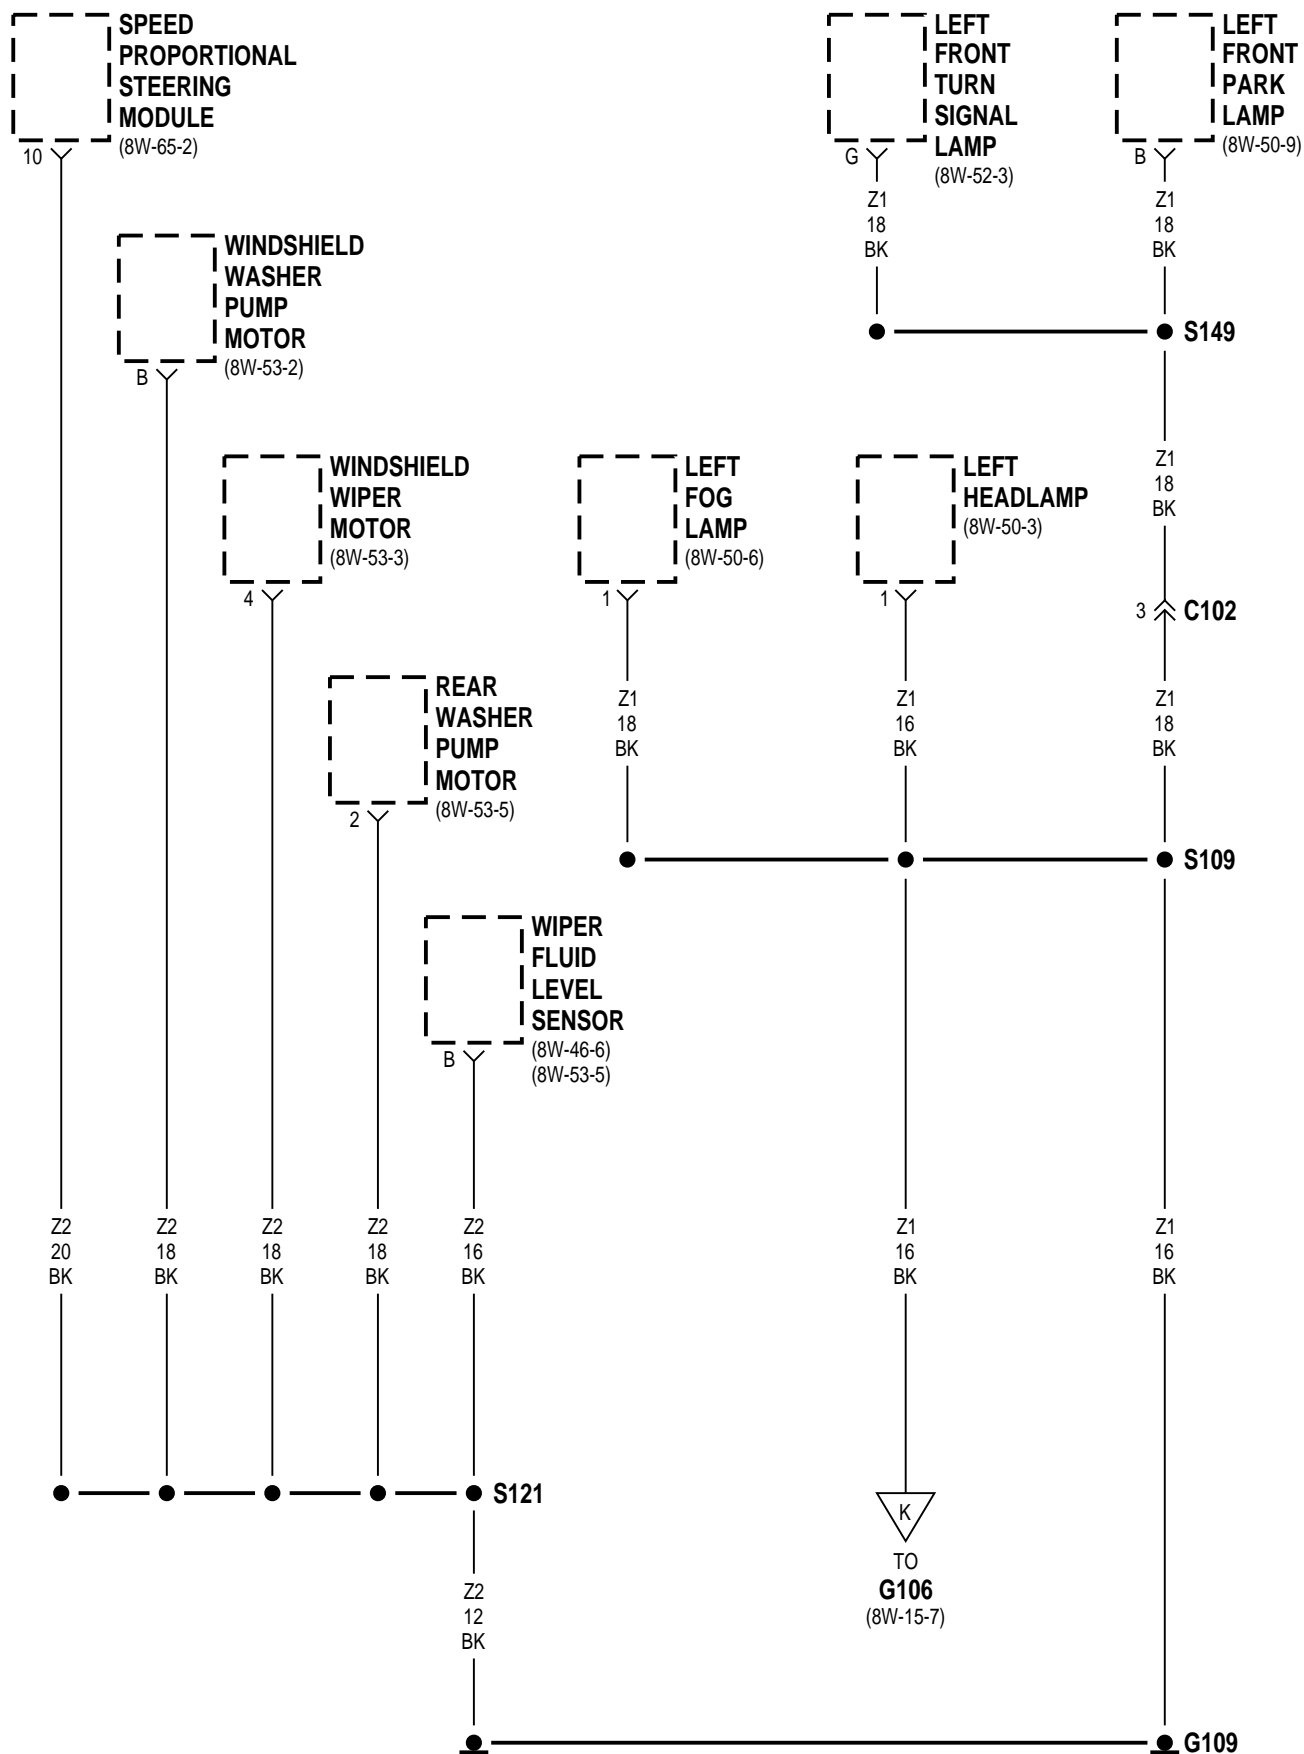 SPEED
PROPORTIONAL
STEERING
MODULE
(8W-65-2)
10
LEFT
FRONT
TURN
SIGNAL
LAMP
(8W-52-3)
G
Z1
18
BK
LEFT
FRONT
PARK
LAMP
(8W-50-9)
B
Z1
18
BK
S149
WINDSHIELD
WASHER
PUMP
MOTOR
(8W-53-2)
B
WINDSHIELD
WIPER
MOTOR
(8W-53-3)
4
LEFT
FOG
LAMP
(8W-50-6)
1
LEFT
HEADLAMP
(8W-50-3)
1
Z1
18
BK
3
C102
REAR
WASHER
PUMP
MOTOR
(8W-53-5)
2
Z1
18
BK
Z1
16
BK
Z1
18
BK
S109
WIPER
FLUID
LEVEL
SENSOR
(8W-46-6)
(8W-53-5)
B
Z2
20
BK
Z2
18
BK
Z2
18
BK
Z2
18
BK
Z2
16
BK
Z1
16
BK
Z1
16
BK
S121
K
TO
G106
(8W-15-7)
Z2
12
BK
G109